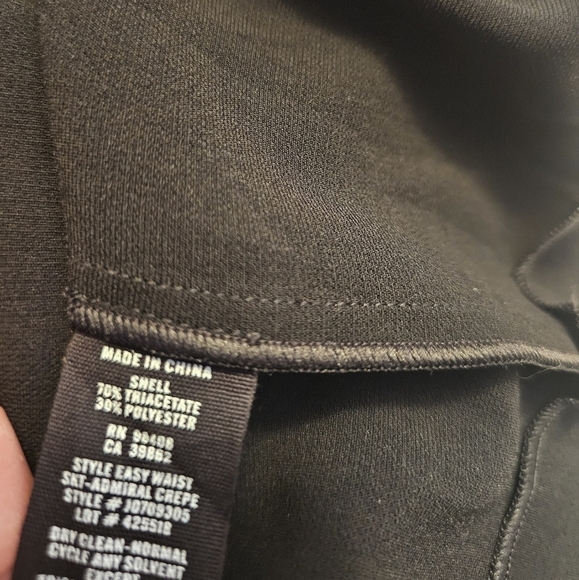 MADE IN CHINA
SHELL
70% TRIACETATE
30% POLYESTER
RN 90408
CA 39862
STYLE EASY WAIST
SKT-ADMIRAL CREPE
STYLE # J0709305
LOT # 425518
DRY CLEAN-NORMAL
CYCLE ANY SOLVENT
EXCEPT